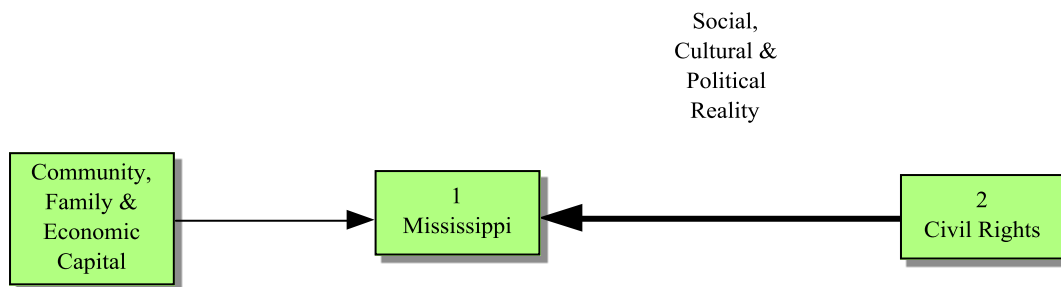 Social,
Cultural &
Political
Reality
Community,
Family &
Economic
Capital
1
Mississippi
2
Civil Rights